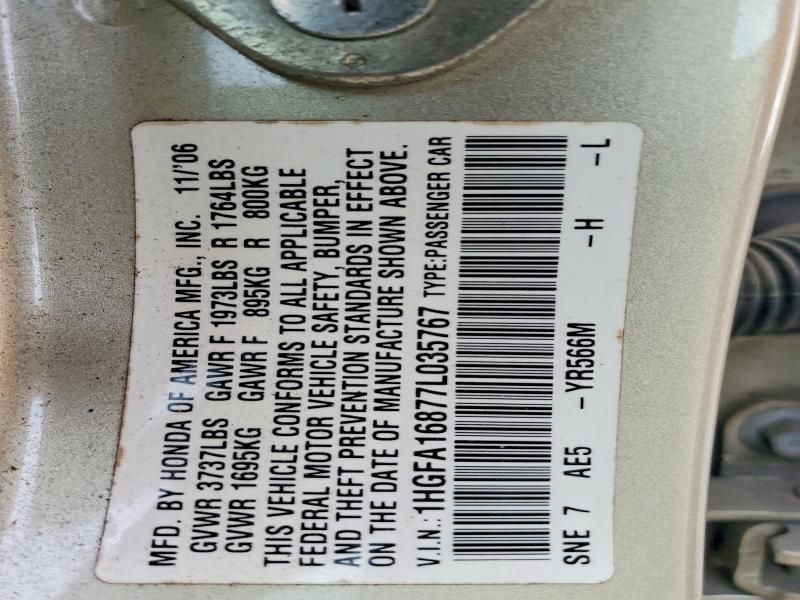 MFD. BY HONDA OF AMERICA MFG., INC. 11/'06
GVWR 3737LBS GAWR F 1973LBS R 1764LBS
GVWR 1695KG GAWR F 895KG R 800KG
THIS VEHICLE CONFORMS TO ALL APPLICABLE
FEDERAL MOTOR VEHICLE SAFETY, BUMPER,
AND THEFT PREVENTION STANDARDS IN EFFECT
ON THE DATE OF MANUFACTURE SHOWN ABOVE.
V.I.N.: 1HGFA16877L035767 TYPE:PASSENGER CAR
SNE 7 AE5 -YR566M -H -L